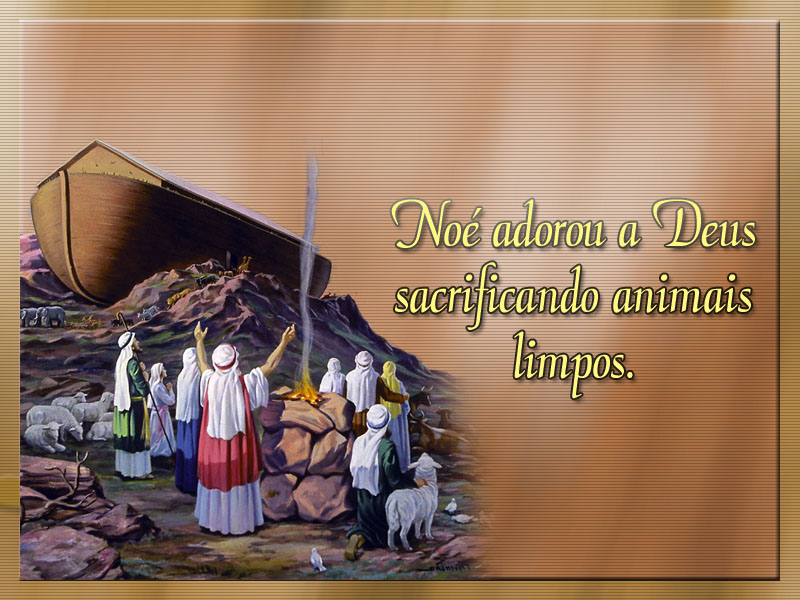 Noé adorou a Deus
sacrificando animais
limpos.